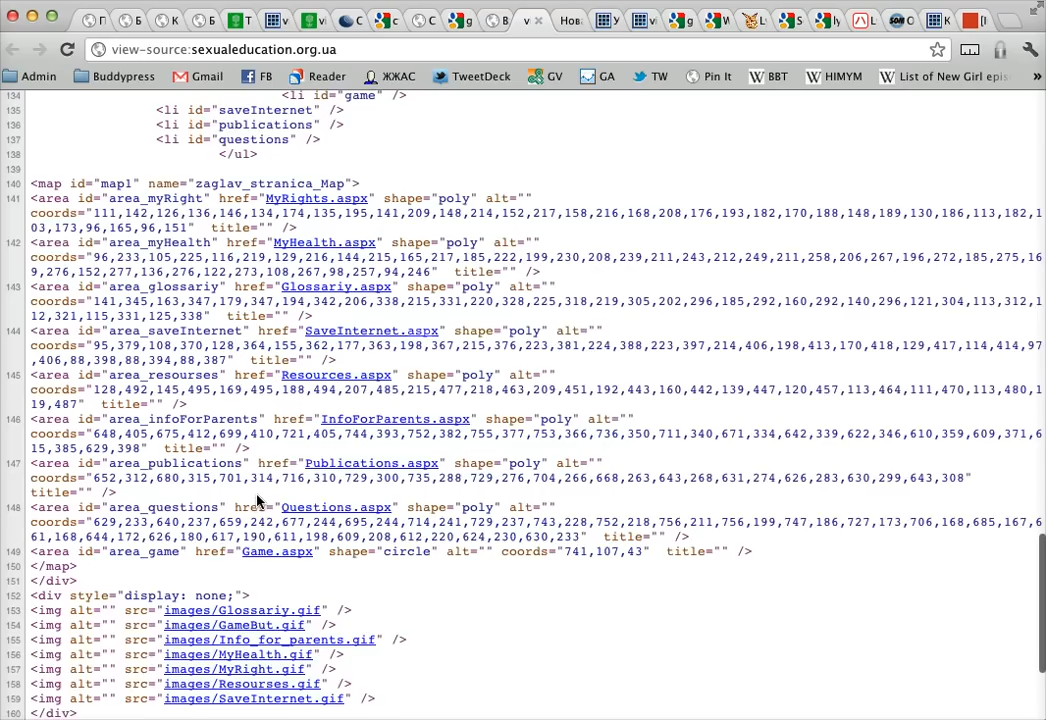 view-source:sexualeducation.org.ua
Admin Buddypress Gmail FB Reader ЖЖАС TweetDeck GV GA TW Pin It BBT HIMYM List of New Girl epis »
134 <li id="game" />
135 <li id="saveInternet" />
136 <li id="publications" />
137 <li id="questions" />
138 </ul>
139
140 <map id="map1" name="zaglav_stranica_Map">
141 <area id="area_myRight" href="MyRights.aspx" shape="poly" alt=""
coords="111,142,126,136,146,134,174,135,195,141,209,148,214,152,217,158,216,168,208,176,193,182,170,188,148,189,130,186,113,182,1
03,173,96,165,96,151" title="" />
142 <area id="area_myHealth" href="MyHealth.aspx" shape="poly" alt=""
coords="96,233,105,225,116,219,129,216,144,215,165,217,185,222,199,230,208,239,211,243,212,249,211,258,206,267,196,272,185,275,16
9,276,152,277,136,276,122,273,108,267,98,257,94,246" title="" />
143 <area id="area_glossariy" href="Glossariy.aspx" shape="poly" alt=""
coords="141,345,163,347,179,347,194,342,206,338,215,331,220,328,225,318,219,305,202,296,185,292,160,292,140,296,121,304,113,312,1
12,321,115,331,125,338" title="" />
144 <area id="area_saveInternet" href="SaveInternet.aspx" shape="poly" alt=""
coords="95,379,108,370,128,364,155,362,177,363,198,367,215,376,223,381,224,388,223,397,214,406,198,413,170,418,129,417,114,414,97
,406,88,398,88,394,88,387" title="" />
145 <area id="area_resourses" href="Resources.aspx" shape="poly" alt=""
coords="128,492,145,495,169,495,188,494,207,485,215,477,218,463,209,451,192,443,160,442,139,447,120,457,113,464,111,470,113,480,1
19,487" title="" />
146 <area id="area_infoForParents" href="InfoForParents.aspx" shape="poly" alt=""
coords="648,405,675,412,699,410,721,405,744,393,752,382,755,377,753,366,736,350,711,340,671,334,642,339,622,346,610,359,609,371,6
15,385,629,398" title="" />
147 <area id="area_publications" href="Publications.aspx" shape="poly" alt=""
coords="652,312,680,315,701,314,716,310,729,300,735,288,729,276,704,266,668,263,643,268,631,274,626,283,630,299,643,308"
title="" />
148 <area id="area_questions" href="Questions.aspx" shape="poly" alt=""
coords="629,233,640,237,659,242,677,244,695,244,714,241,729,237,743,228,752,218,756,211,756,199,747,186,727,173,706,168,685,167,6
61,168,644,172,626,180,617,190,611,198,609,208,612,220,624,230,630,233" title="" />
149 <area id="area_game" href="Game.aspx" shape="circle" alt="" coords="741,107,43" title="" />
150 </map>
151 </div>
152 <div style="display: none;">
153 <img alt="" src="images/Glossariy.gif" />
154 <img alt="" src="images/GameBut.gif" />
155 <img alt="" src="images/Info_for_parents.gif" />
156 <img alt="" src="images/MyHealth.gif" />
157 <img alt="" src="images/MyRight.gif" />
158 <img alt="" src="images/Resourses.gif" />
159 <img alt="" src="images/SaveInternet.gif" />
160 </div>